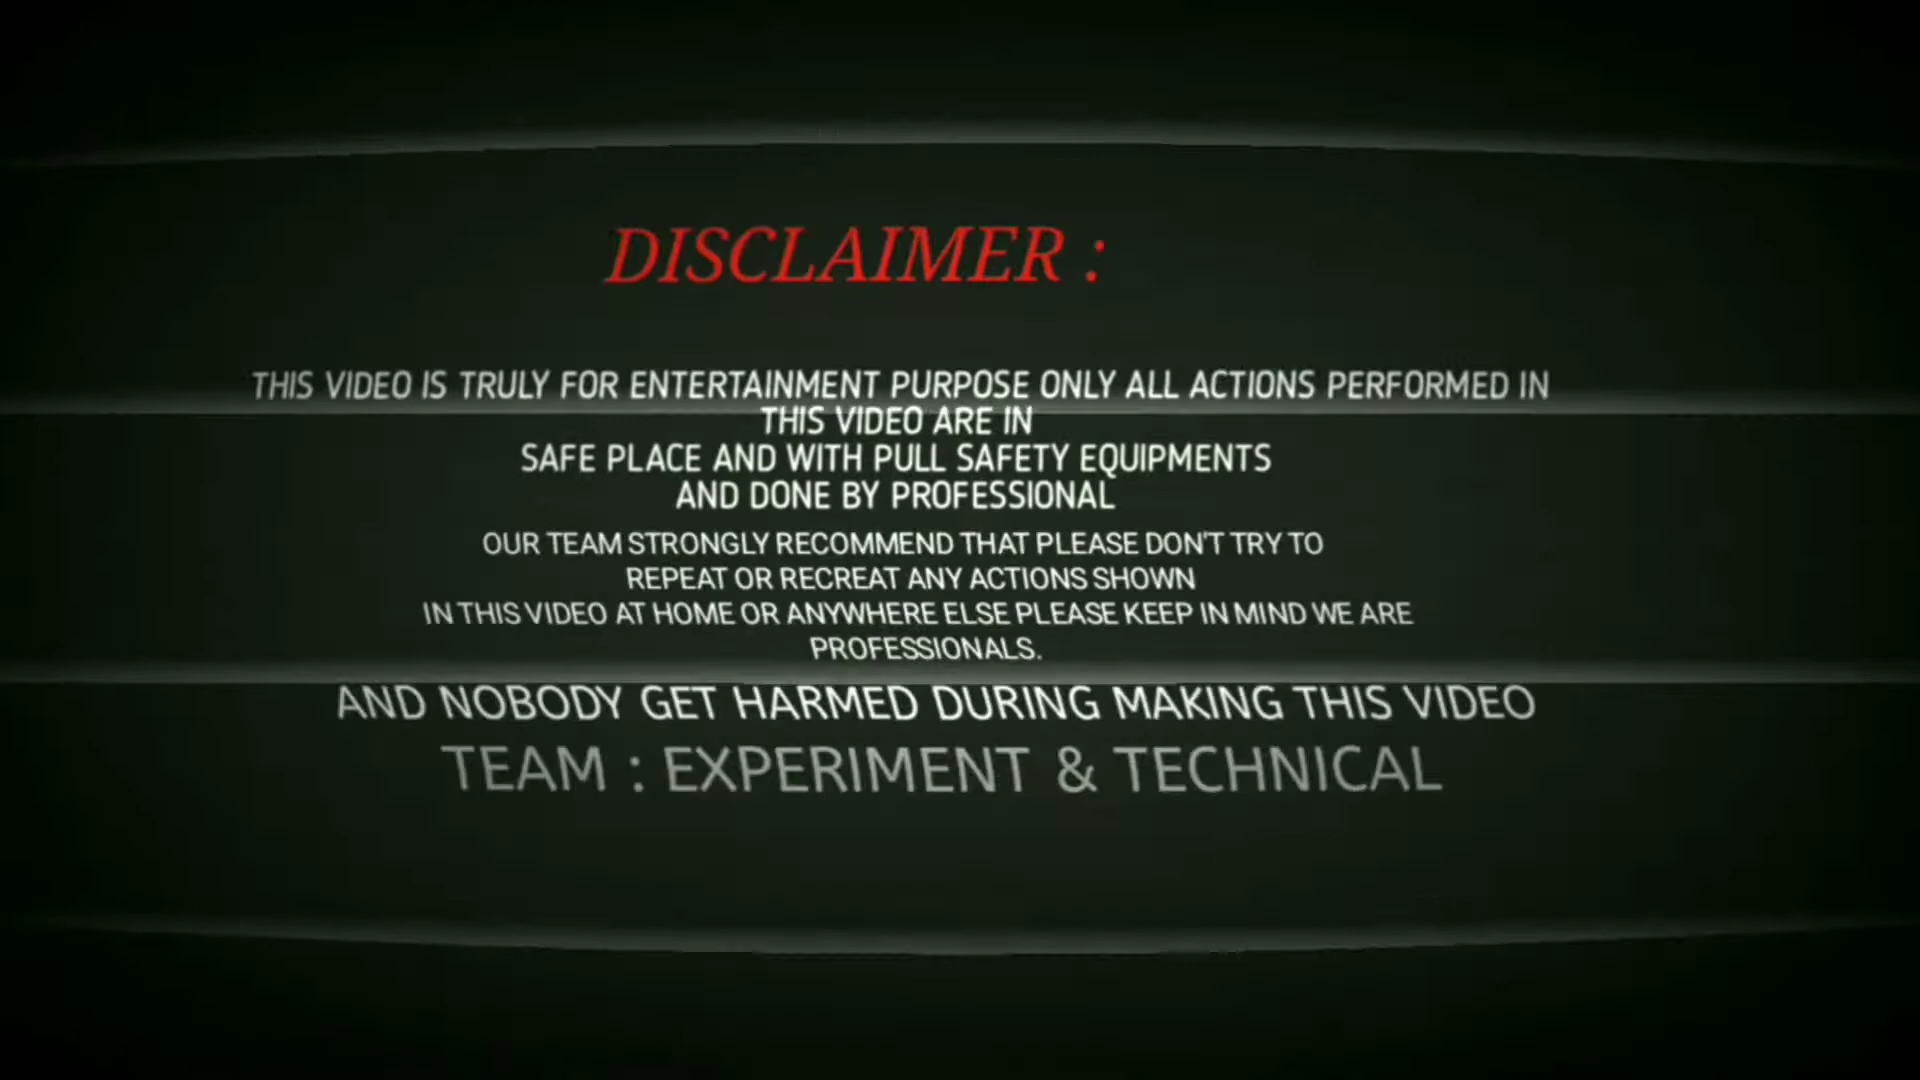 DISCLAIMER :
THIS VIDEO IS TRULY FOR ENTERTAINMENT PURPOSE ONLY ALL ACTIONS PERFORMED IN
THIS VIDEO ARE IN
SAFE PLACE AND WITH PULL SAFETY EQUIPMENTS
AND DONE BY PROFESSIONAL
OUR TEAM STRONGLY RECOMMEND THAT PLEASE DON'T TRY TO
REPEAT OR RECREAT ANY ACTIONS SHOWN
IN THIS VIDEO AT HOME OR ANYWHERE ELSE PLEASE KEEP IN MIND WE ARE
PROFESSIONALS.
AND NOBODY GET HARMED DURING MAKING THIS VIDEO
TEAM : EXPERIMENT & TECHNICAL